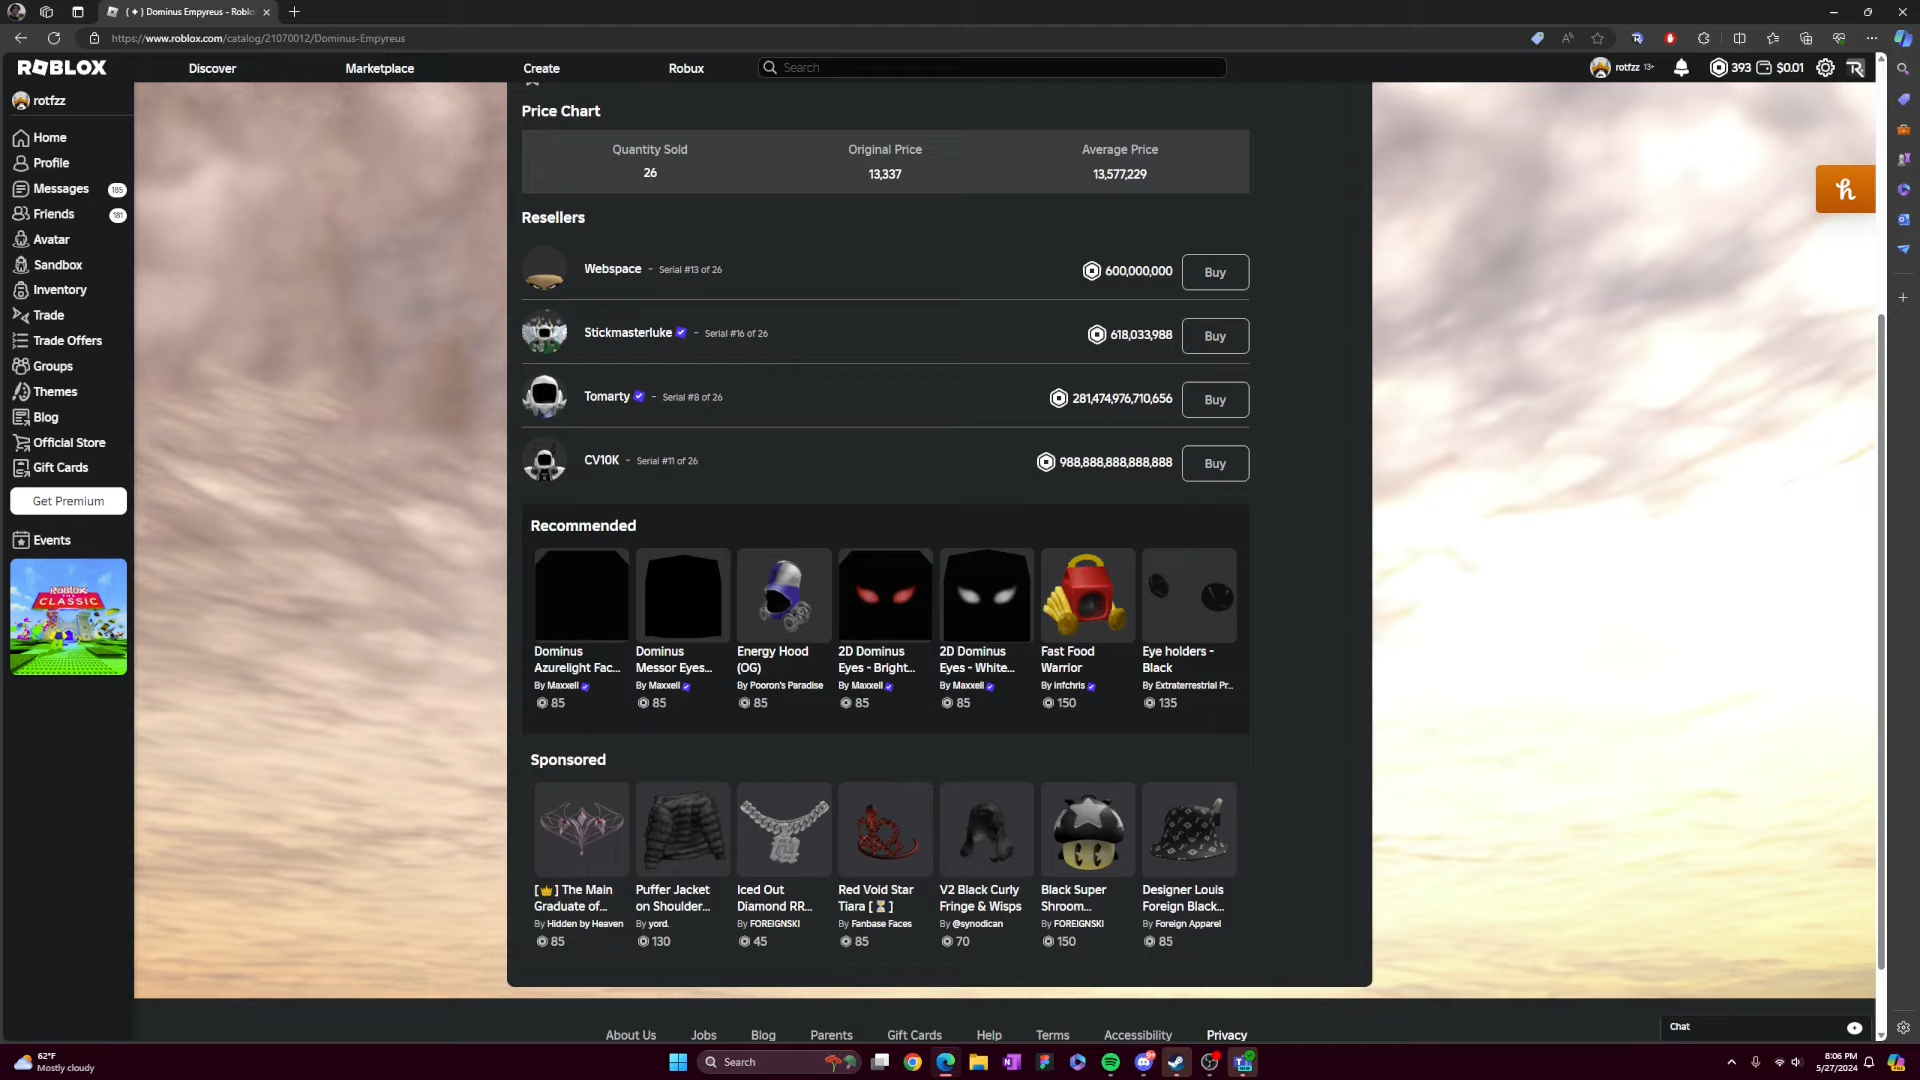 ( ✦ ) Dominus Empyreus - Roblo
https://www.roblox.com/catalog/21070012/Dominus-Empyreus
ROBLOX
Discover
Marketplace
Create
Robux
Search
rotfzz 13+
393
$0.01
rotfzz
Home
Profile
Messages 185
Friends 181
Avatar
Sandbox
Inventory
Trade
Trade Offers
Groups
Themes
Blog
Official Store
Gift Cards
Get Premium
Events
ROBLOX
THE
CLASSIC
Price Chart
Quantity Sold
26
Original Price
13,337
Average Price
13,577,229
Resellers
Webspace - Serial #13 of 26
600,000,000
Buy
Stickmasterluke - Serial #16 of 26
618,033,988
Buy
Tomarty - Serial #8 of 26
281,474,976,710,656
Buy
CV10K - Serial #11 of 26
988,888,888,888,888
Buy
Recommended
Dominus
Azurelight Fac...
By Maxxell
85
Dominus
Messor Eyes...
By Maxxell
85
Energy Hood
(OG)
By Pooron's Paradise
85
2D Dominus
Eyes - Bright...
By Maxxell
85
2D Dominus
Eyes - White...
By Maxxell
85
Fast Food
Warrior
By infchris
150
Eye holders -
Black
By Extraterrestrial Pr...
135
Sponsored
[👑] The Main
Graduate of...
By Hidden by Heaven
85
Puffer Jacket
on Shoulder...
By yord.
130
Iced Out
Diamond RR...
By FOREIGNSKI
45
Red Void Star
Tiara [⏳]
By Fanbase Faces
85
V2 Black Curly
Fringe & Wisps
By @synodican
70
Black Super
Shroom...
By FOREIGNSKI
150
Designer Louis
Foreign Black...
By Foreign Apparel
85
About Us
Jobs
Blog
Parents
Gift Cards
Help
Terms
Accessibility
Privacy
Chat
62°F
Mostly cloudy
Search
8:06 PM
5/27/2024